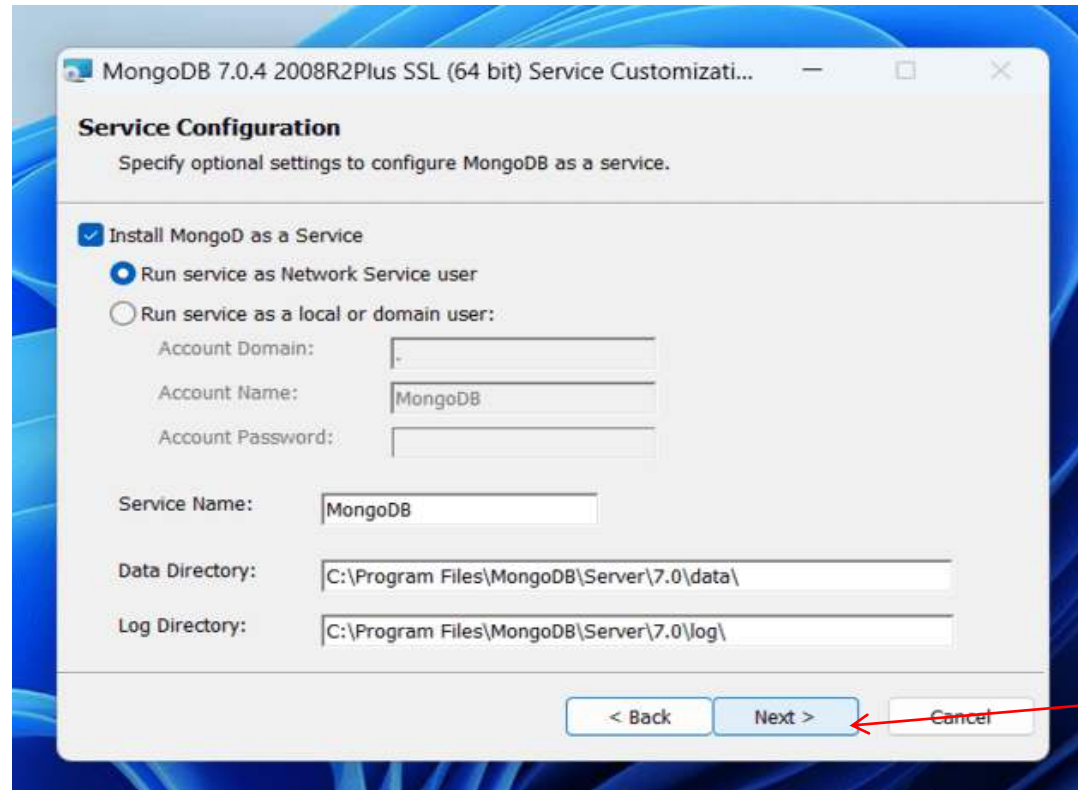 MongoDB 7.0.4 2008R2Plus SSL (64 bit) Service Customizati...
Service Configuration
Specify optional settings to configure MongoDB as a service.
Install MongoD as a Service
Run service as Network Service user
Run service as a local or domain user:
Account Domain: .
Account Name: MongoDB
Account Password:
Service Name: MongoDB
Data Directory: C:\Program Files\MongoDB\Server\7.0\data\
Log Directory: C:\Program Files\MongoDB\Server\7.0\log\
< Back Next > Cancel